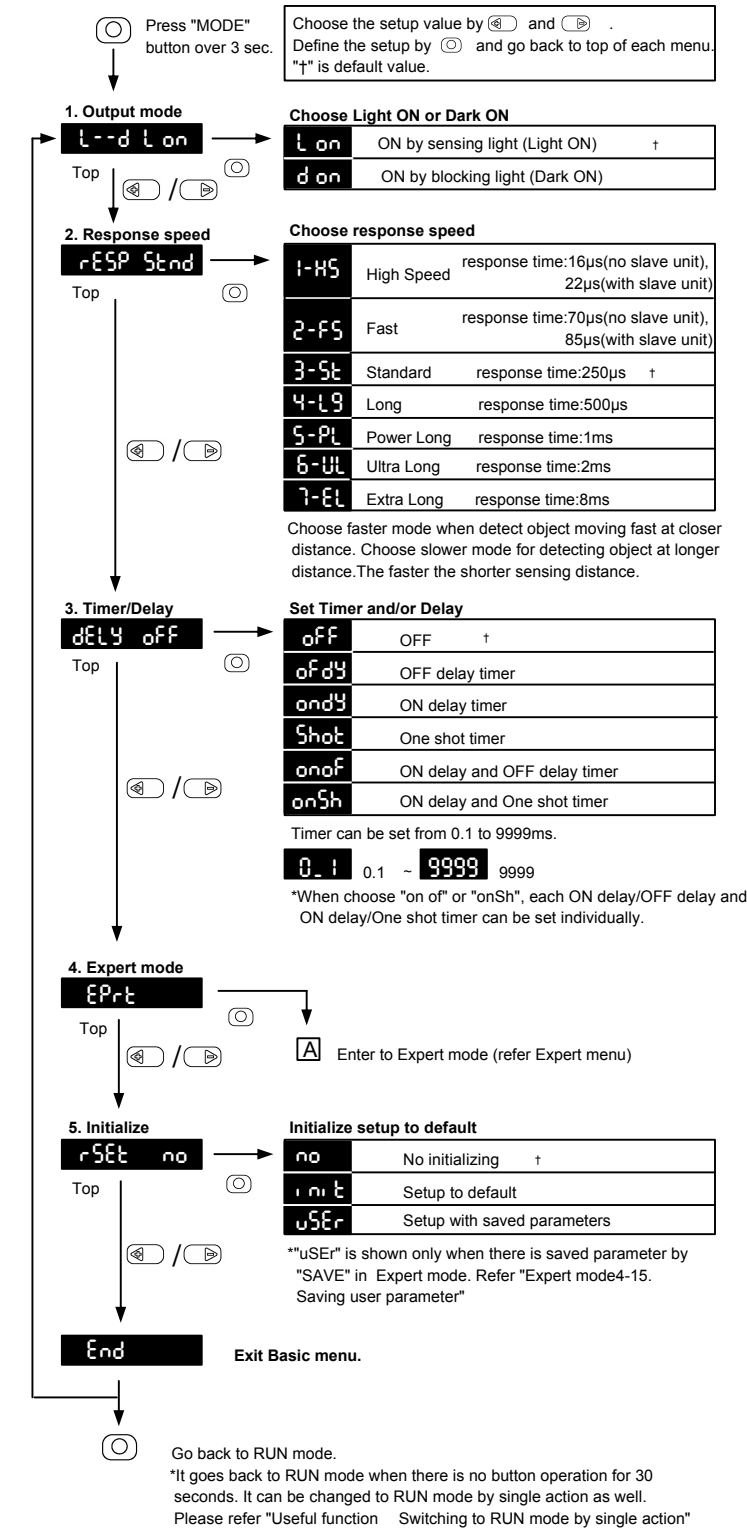 Press "MODE"
button over 3 sec.
Choose the setup value by and .
Define the setup by and go back to top of each menu.
"†" is default value.
1. Output mode
L--d L on
Top
/
Choose Light ON or Dark ON
L on ON by sensing light (Light ON) †
d on ON by blocking light (Dark ON)
2. Response speed
rESP Stnd
Top
/
Choose response speed
1-HS High Speed response time:16µs(no slave unit),
22µs(with slave unit)
2-FS Fast response time:70µs(no slave unit),
85µs(with slave unit)
3-St Standard response time:250µs †
4-Lg Long response time:500µs
5-PL Power Long response time:1ms
6-UL Ultra Long response time:2ms
7-EL Extra Long response time:8ms
Choose faster mode when detect object moving fast at closer
distance. Choose slower mode for detecting object at longer
distance.The faster the shorter sensing distance.
3. Timer/Delay
dELY oFF
Top
/
Set Timer and/or Delay
oFF OFF †
oFdY OFF delay timer
ondY ON delay timer
Shot One shot timer
onoF ON delay and OFF delay timer
onSh ON delay and One shot timer
Timer can be set from 0.1 to 9999ms.
0_1 0.1 ~ 9999 9999
*When choose "on of" or "onSh", each ON delay/OFF delay and
ON delay/One shot timer can be set individually.
4. Expert mode
EPrt
Top
/
A Enter to Expert mode (refer Expert menu)
5. Initialize
rSEt no
Top
/
Initialize setup to default
no No initializing †
init Setup to default
uSEr Setup with saved parameters
*"uSEr" is shown only when there is saved parameter by
"SAVE" in Expert mode. Refer "Expert mode4-15.
Saving user parameter"
End
Exit Basic menu.
Go back to RUN mode.
*It goes back to RUN mode when there is no button operation for 30
seconds. It can be changed to RUN mode by single action as well.
Please refer "Useful function Switching to RUN mode by single action"